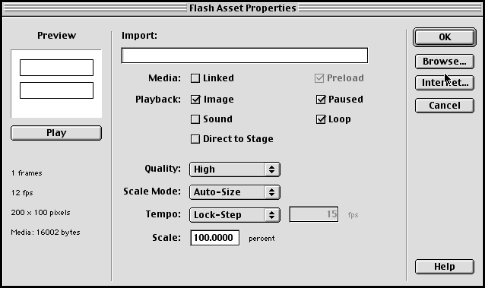 Flash Asset Properties
Preview
Import:
OK
Browse...
Media: Linked Preload
Internet...
Playback: Image Paused
Cancel
Sound Loop
Play
Direct to Stage
Quality: High
1 frames
12 fps
Scale Mode: Auto-Size
200 x 100 pixels
Tempo: Lock-Step 15 fps
Media: 16002 bytes
Scale: 100.0000 percent
Help